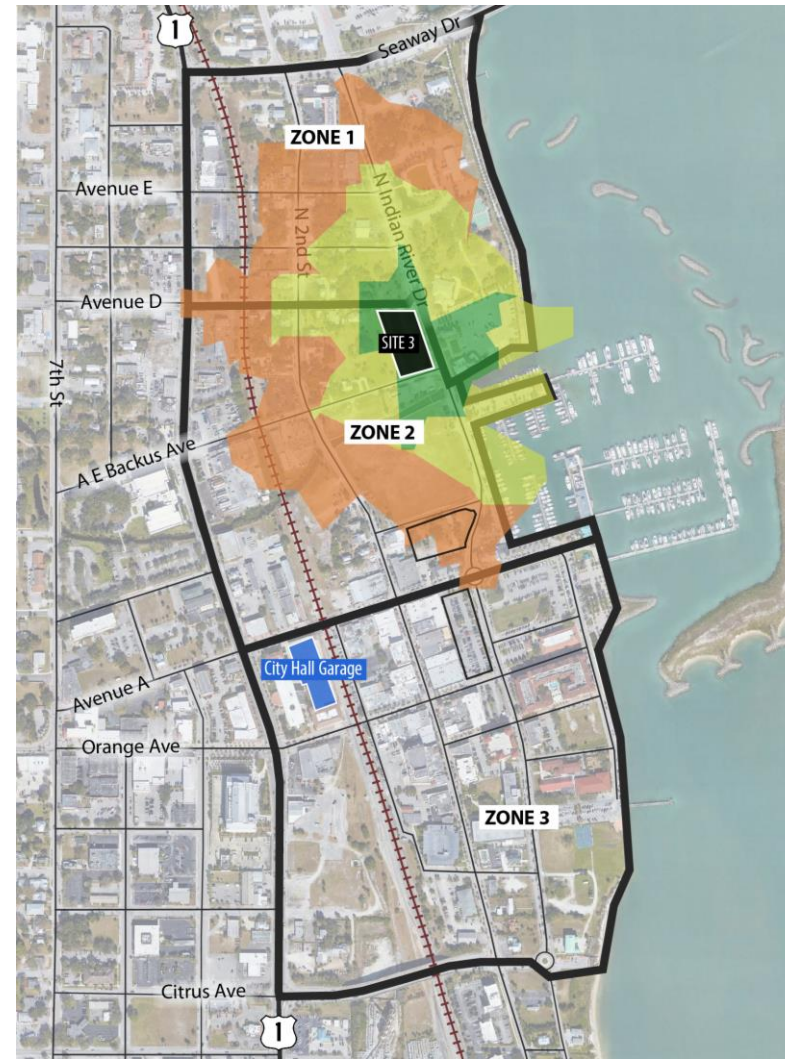 1
Seaway Dr
ZONE 1
Avenue E
N 2nd St
N Indian River Dr
Avenue D
SITE 3
7th St
ZONE 2
A E Backus Ave
City Hall Garage
Avenue A
Orange Ave
ZONE 3
Citrus Ave
1